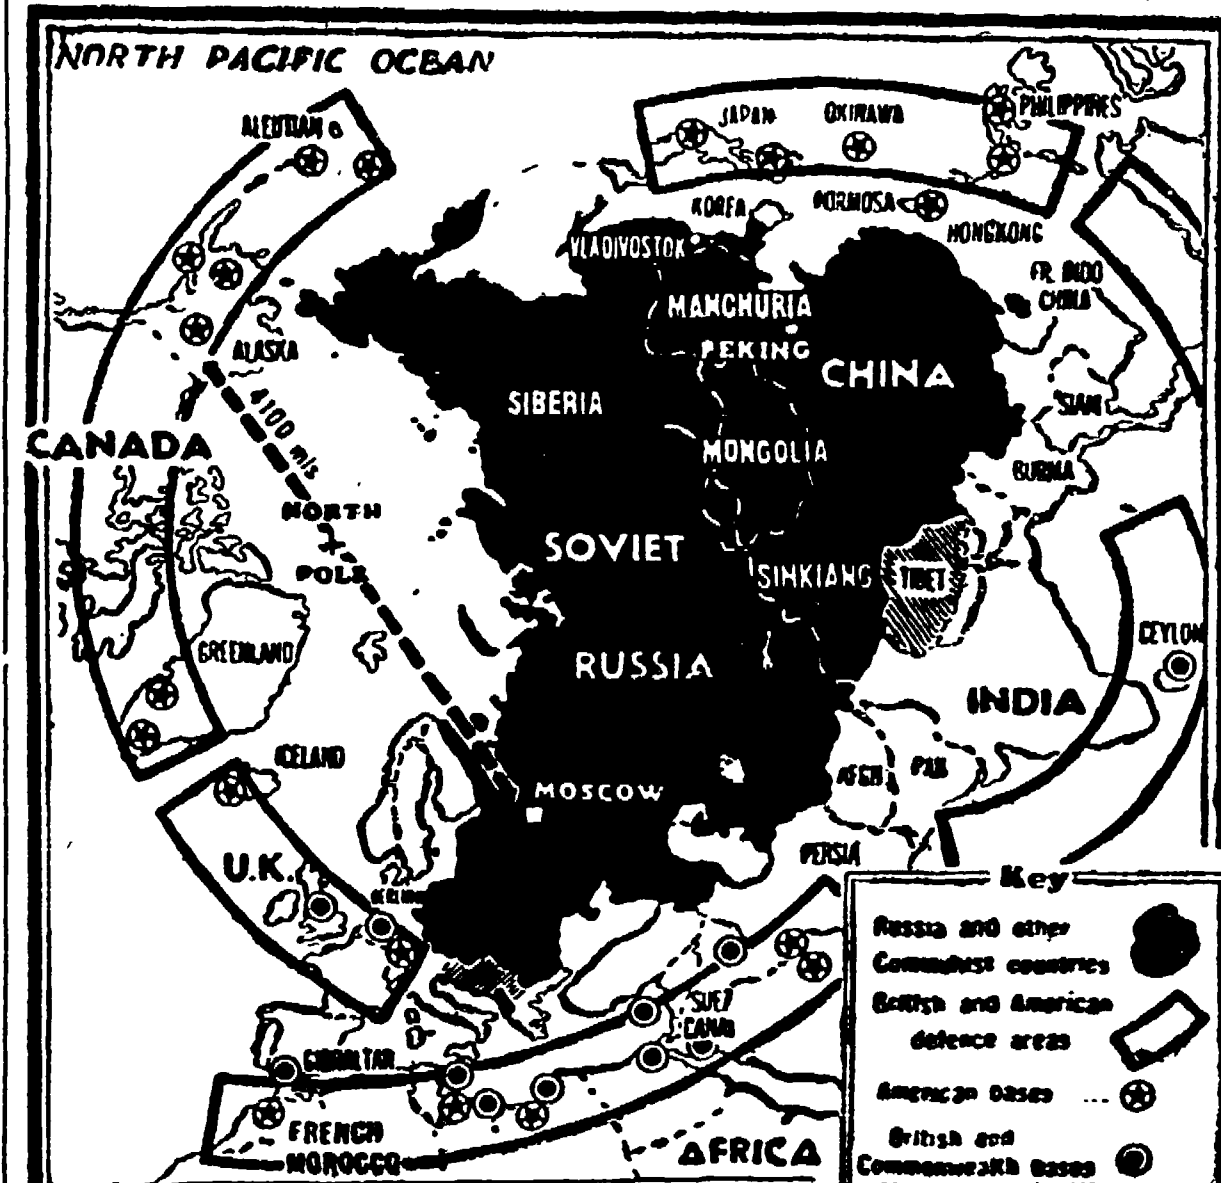 NORTH PACIFIC OCEAN
ALEUTIANS
JAPAN
OKINAWA
PHILIPPINES
KOREA
FORMOSA
HONGKONG
VLADIVOSTOK
FR. INDO
CHINA
MANCHURIA
PEKING
ALASKA
CHINA
SIBERIA
SIAM
4100 mls
CANADA
MONGOLIA
BURMA
NORTH
POLE
SOVIET
SINKIANG
TIBET
GREENLAND
RUSSIA
CEYLON
INDIA
ICELAND
MOSCOW
AFGN
PAK
PERSIA
U.K.
BERLIN
Key
Russia and other
Communist countries
British and American
defence areas
American bases ...
British and
Commonwealth bases
SUEZ
CANAL
GIBRALTAR
FRENCH
MOROCCO
AFRICA